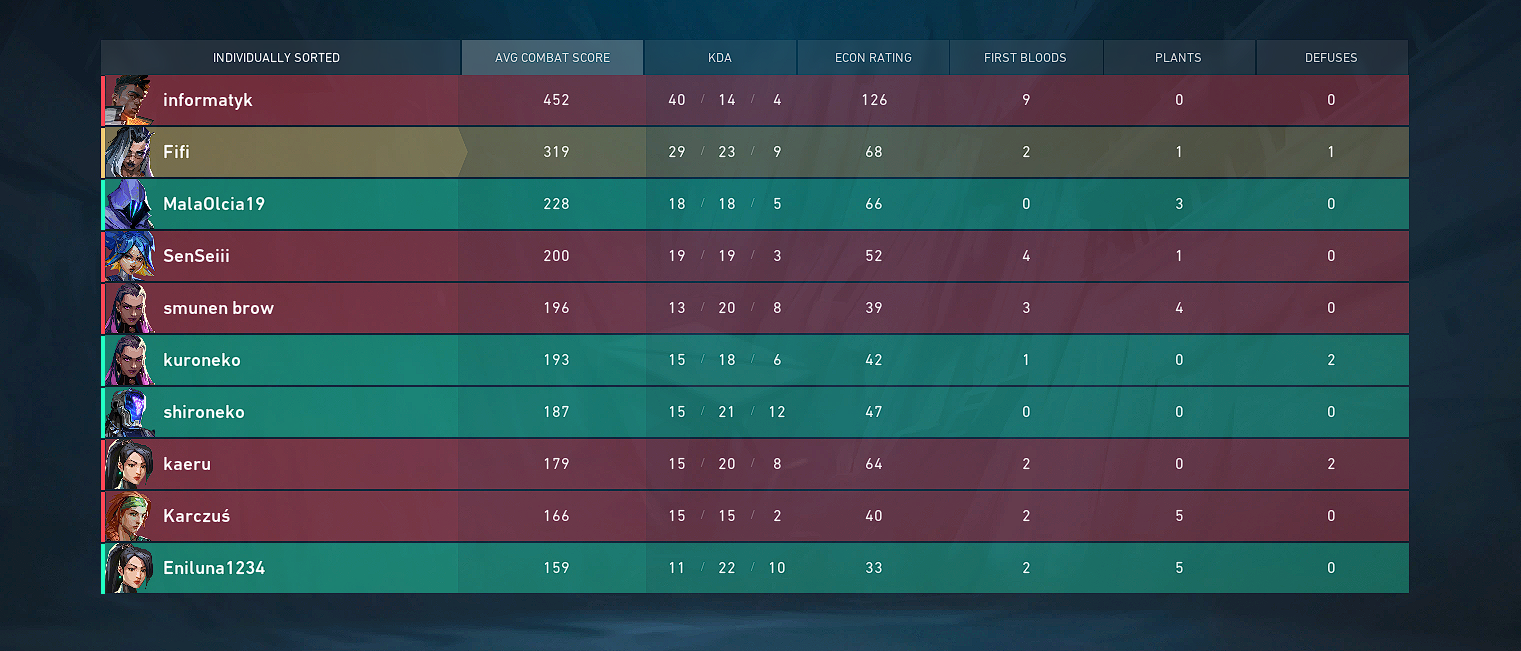 INDIVIDUALLY SORTED AVG COMBAT SCORE KDA ECON RATING FIRST BLOODS PLANTS DEFUSES
informatyk 452 40 / 14 / 4 126 9 0 0
Fifi 319 29 / 23 / 9 68 2 1 1
MalaOlcia19 228 18 / 18 / 5 66 0 3 0
SenSeiii 200 19 / 19 / 3 52 4 1 0
smunen brow 196 13 / 20 / 8 39 3 4 0
kuroneko 193 15 / 18 / 6 42 1 0 2
shironeko 187 15 / 21 / 12 47 0 0 0
kaeru 179 15 / 20 / 8 64 2 0 2
Karczuś 166 15 / 15 / 2 40 2 5 0
Eniluna1234 159 11 / 22 / 10 33 2 5 0